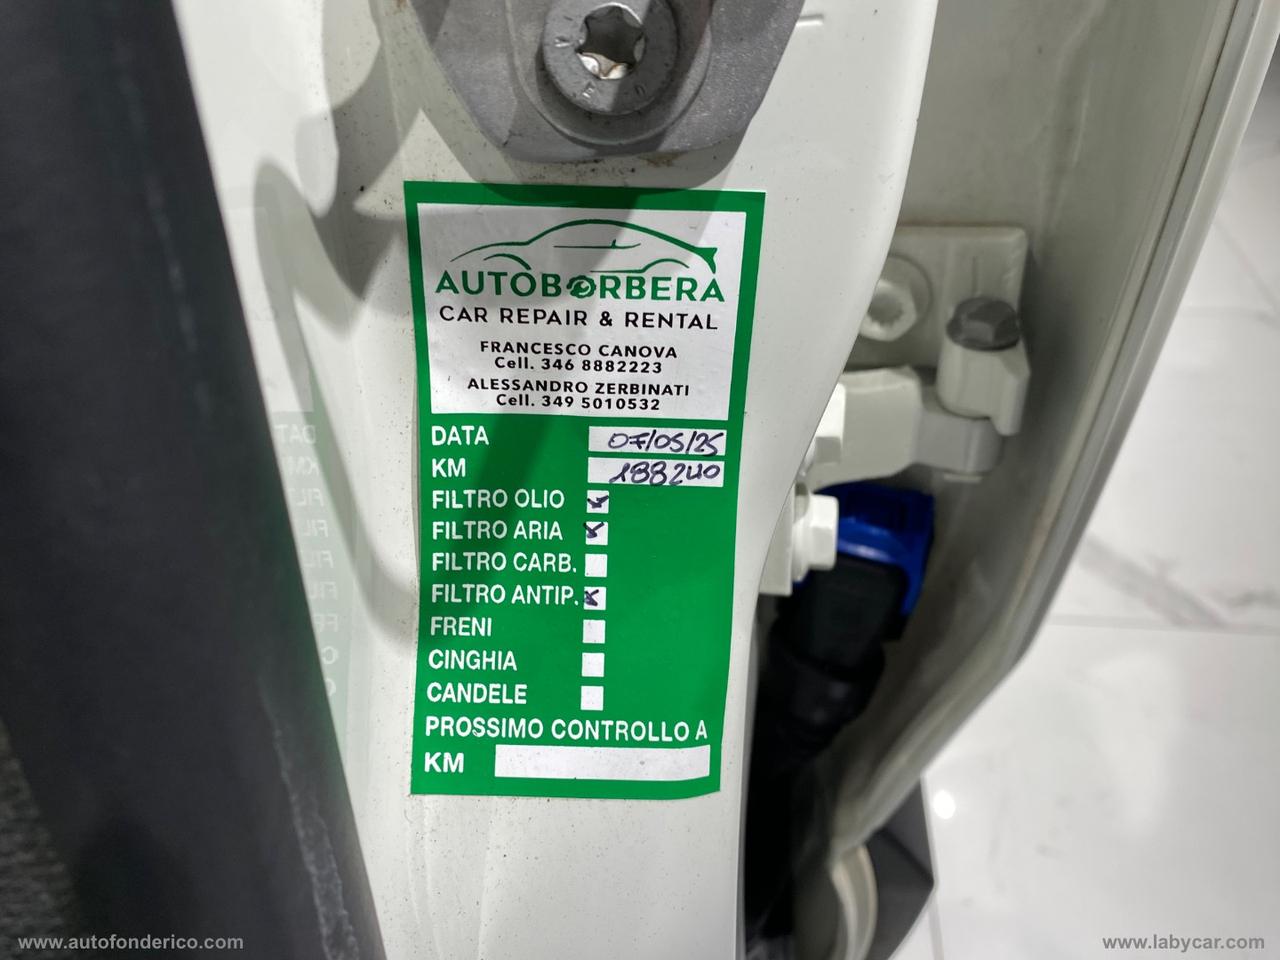 AUTOBORBERA
CAR REPAIR & RENTAL
FRANCESCO CANOVA
Cell. 346 8882223
ALESSANDRO ZERBINATI
Cell. 349 5010532
DATA 07/05/25
KM 188240
FILTRO OLIO
FILTRO ARIA
FILTRO CARB.
FILTRO ANTIP.
FRENI
CINGHIA
CANDELE
PROSSIMO CONTROLLO A
KM
www.autofonderico.com
www.labycar.com